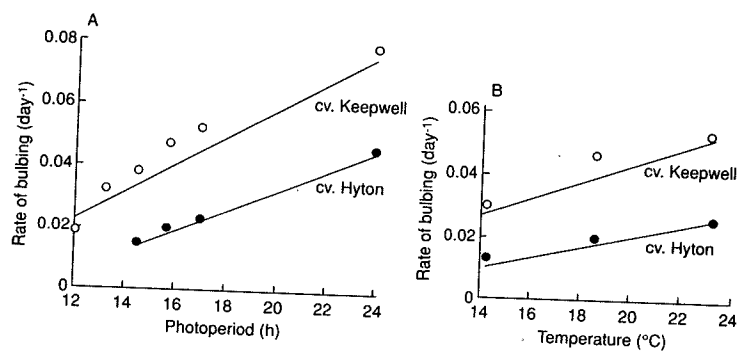 A
0.08
0.06
0.04
0.02
0
Rate of bulbing (day-1)
cv. Keepwell
cv. Hyton
12 14 16 18 20 22 24
Photoperiod (h)
B
0.06
0.04
0.02
0
Rate of bulbing (day-1)
cv. Keepwell
cv. Hyton
14 16 18 20 22 24
Temperature (°C)